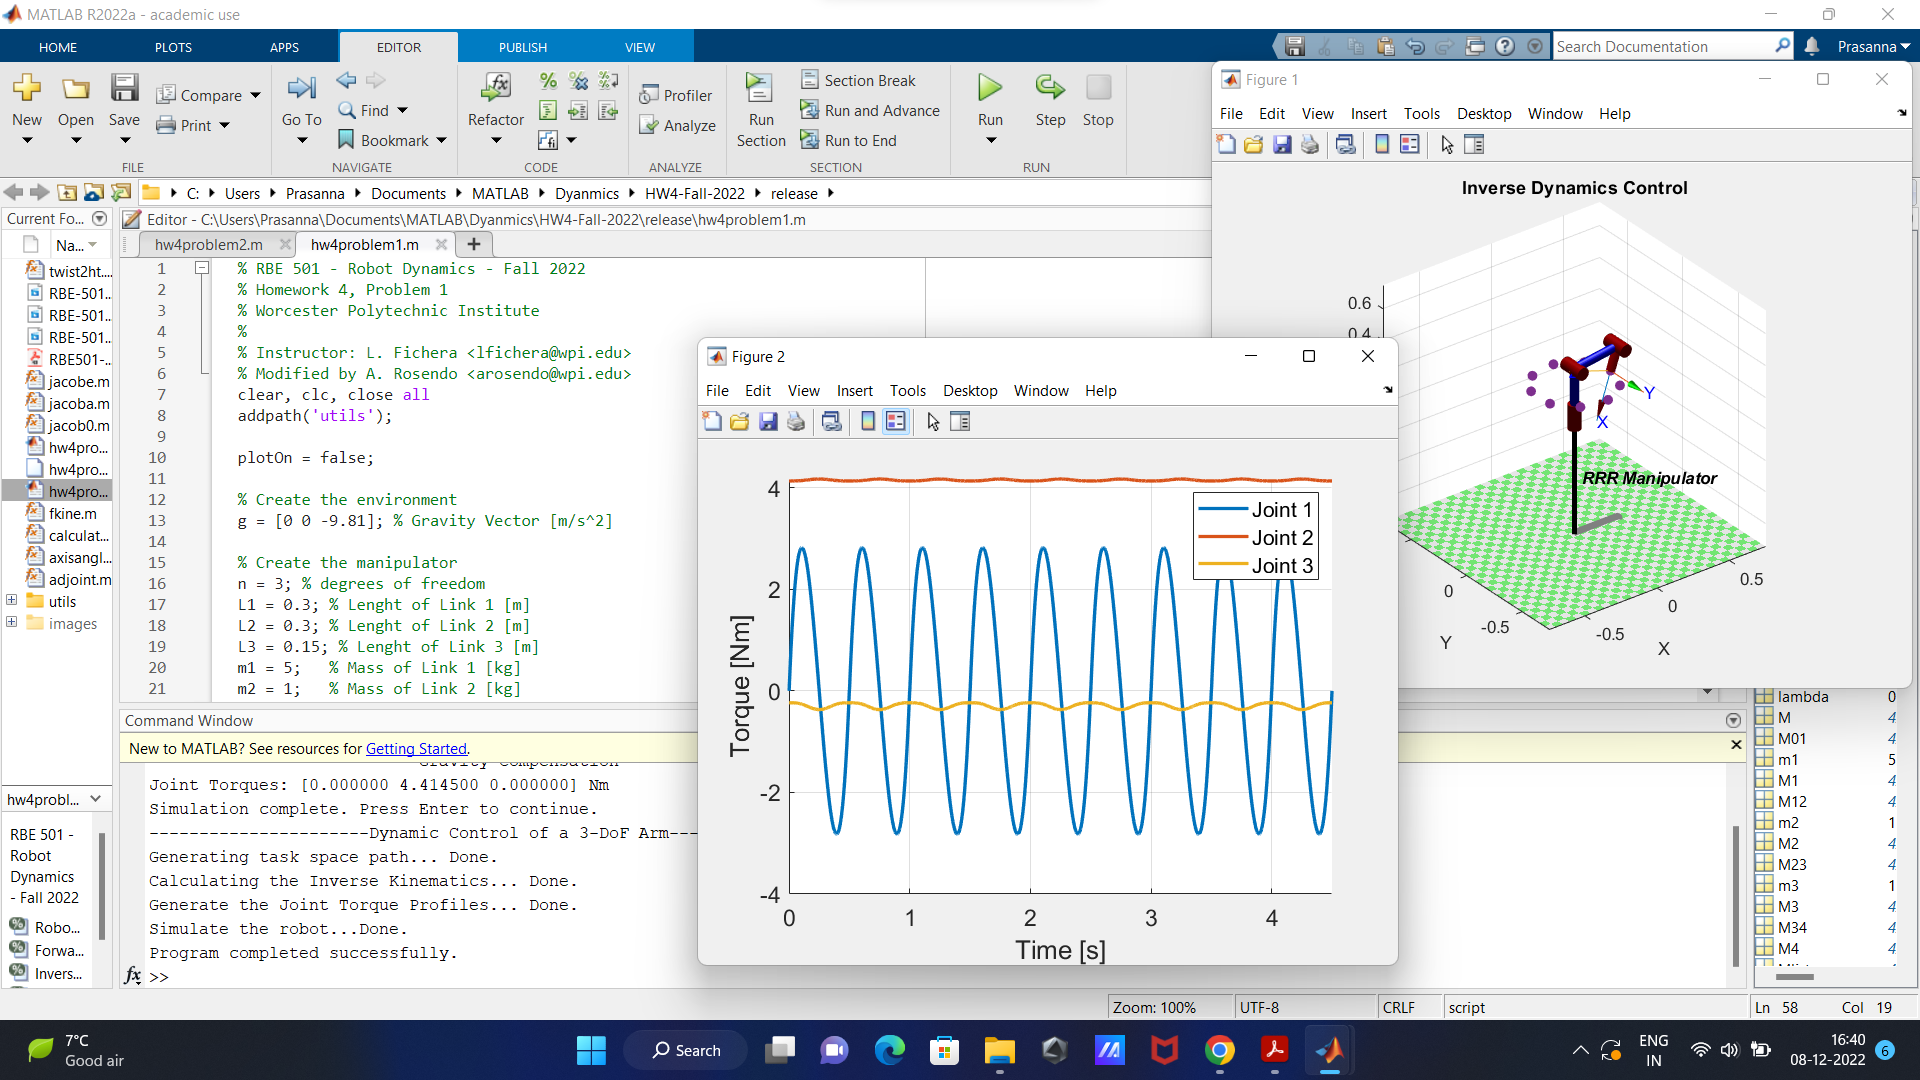 MATLAB R2022a - academic use
HOME PLOTS APPS EDITOR PUBLISH VIEW
Search Documentation
Prasanna
New Open Save Compare Print
FILE
Go To Find Bookmark
NAVIGATE
Refactor
CODE
Profiler
Analyze
ANALYZE
Run Section
Section Break
Run and Advance
Run to End
SECTION
Run Step Stop
RUN
C: Users Prasanna Documents MATLAB Dyanmics HW4-Fall-2022 release
Current Fo...
Na...
twist2ht....
RBE-501...
RBE-501...
RBE-501...
RBE501-...
jacobe.m
jacoba.m
jacob0.m
hw4pro...
hw4pro...
hw4pro...
fkine.m
calculat...
axisangl...
adjoint.m
utils
images
Editor - C:\Users\Prasanna\Documents\MATLAB\Dyanmics\HW4-Fall-2022\release\hw4problem1.m
hw4problem2.m hw4problem1.m
1 % RBE 501 - Robot Dynamics - Fall 2022
2 % Homework 4, Problem 1
3 % Worcester Polytechnic Institute
4 %
5 % Instructor: L. Fichera <lfichera@wpi.edu>
6 % Modified by A. Rosendo <arosendo@wpi.edu>
7 clear, clc, close all
8 addpath('utils');
9
10 plotOn = false;
11
12 % Create the environment
13 g = [0 0 -9.81]; % Gravity Vector [m/s^2]
14
15 % Create the manipulator
16 n = 3; % degrees of freedom
17 L1 = 0.3; % Lenght of Link 1 [m]
18 L2 = 0.3; % Lenght of Link 2 [m]
19 L3 = 0.15; % Lenght of Link 3 [m]
20 m1 = 5; % Mass of Link 1 [kg]
21 m2 = 1; % Mass of Link 2 [kg]
Figure 1
File Edit View Insert Tools Desktop Window Help
Inverse Dynamics Control
0.6
0.4
Y
X
RRR Manipulator
0
-0.5
Y
0.5
0
-0.5
X
Figure 2
File Edit View Insert Tools Desktop Window Help
Joint 1
Joint 2
Joint 3
4
2
0
-2
-4
Torque [Nm]
0 1 2 3 4
Time [s]
Command Window
New to MATLAB? See resources for Getting Started.
Gravity Compensation
Joint Torques: [0.000000 4.414500 0.000000] Nm
Simulation complete. Press Enter to continue.
----------------------Dynamic Control of a 3-DoF Arm---
Generating task space path... Done.
Calculating the Inverse Kinematics... Done.
Generate the Joint Torque Profiles... Done.
Simulate the robot...Done.
Program completed successfully.
fx >>
hw4probl...
RBE 501 -
Robot
Dynamics
- Fall 2022
Robo...
Forwa...
Invers...
lambda 0
M 4
M01 4
m1 5
M1 4
M12 4
m2 1
M2 4
M23 4
m3 1
M3 4
M34 4
M4 4
Zoom: 100% UTF-8 CRLF script Ln 58 Col 19
7°C
Good air
Search
ENG
IN
16:40
08-12-2022
6